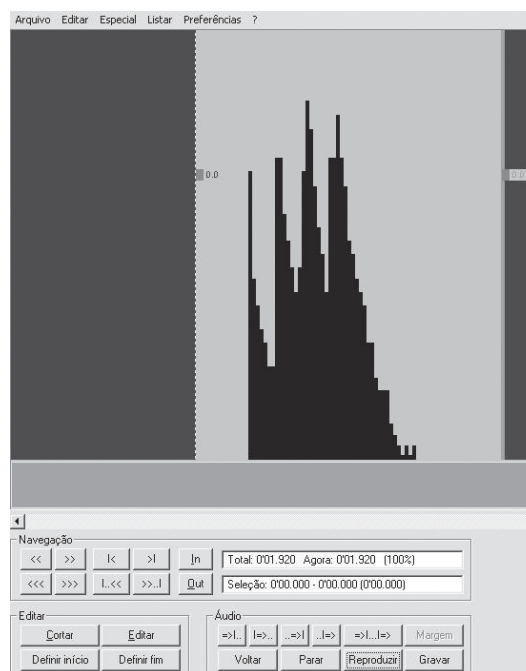 Arquivo Editar Especial Listar Preferências ?
0.0 0.0
Navegação
<< >> I< >I In Total: 0'01.920 Agora: 0'01.920 (100%)
<<< >>> I..<< >>..I Out Seleção: 0'00.000 - 0'00.000 (0'00.000)
Editar Áudio
Cortar Editar =>I.. I=>.. ..=>I ..I=> =>I...I=> Margem
Definir início Definir fim Voltar Parar Reproduzir Gravar